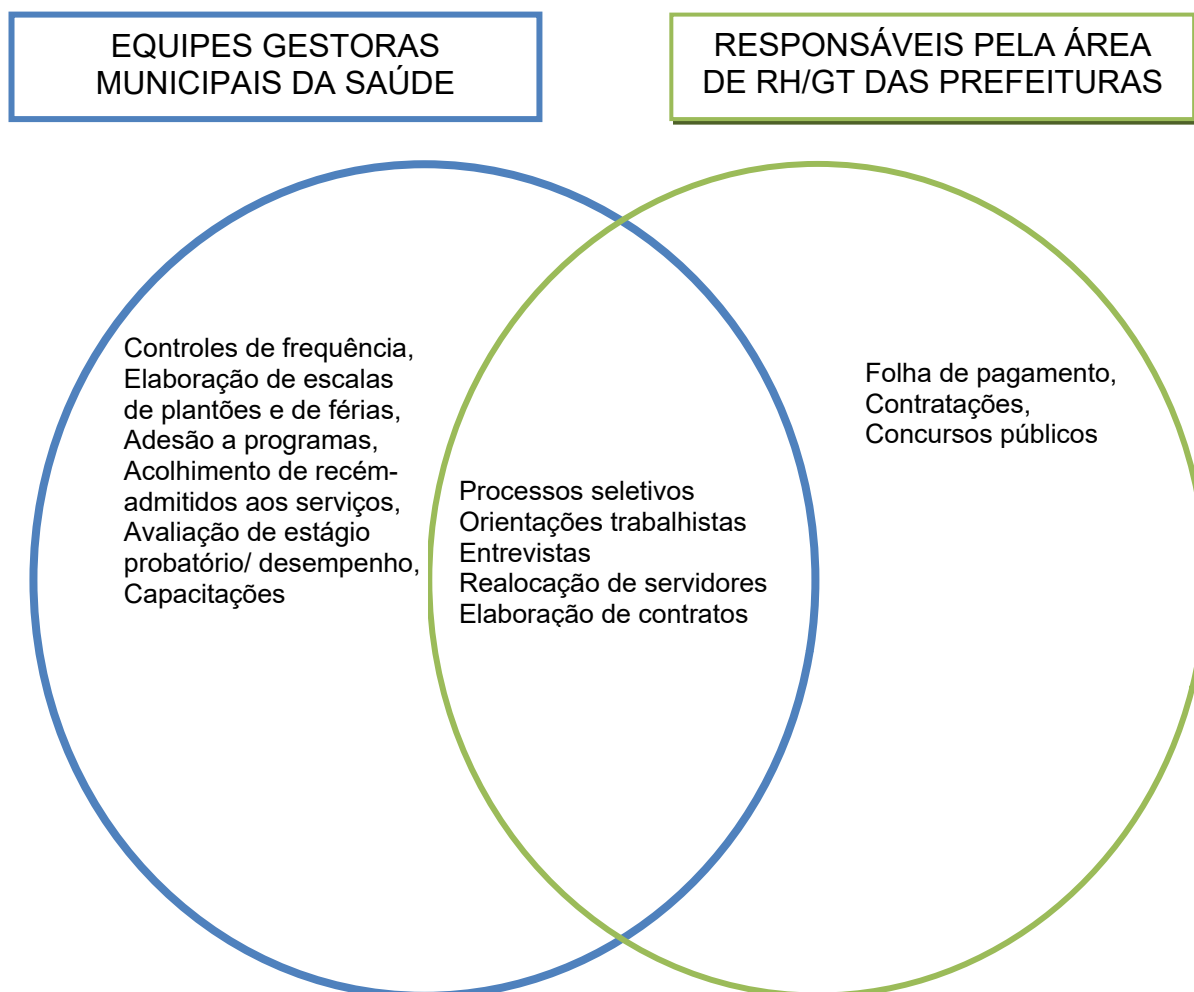 EQUIPES GESTORAS
MUNICIPAIS DA SAÚDE
RESPONSÁVEIS PELA ÁREA
DE RH/GT DAS PREFEITURAS
Controles de frequência,
Elaboração de escalas
de plantões e de férias,
Adesão a programas,
Acolhimento de recém-
admitidos aos serviços,
Avaliação de estágio
probatório/ desempenho,
Capacitações
Processos seletivos
Orientações trabalhistas
Entrevistas
Realocação de servidores
Elaboração de contratos
Folha de pagamento,
Contratações,
Concursos públicos